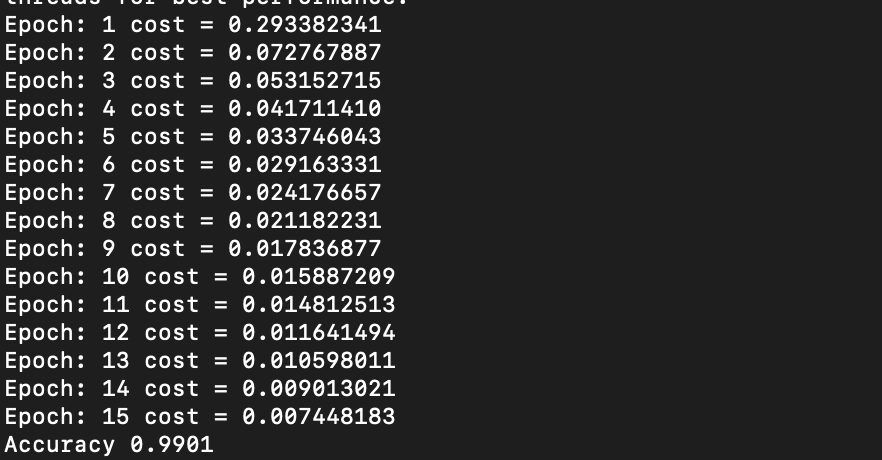 threads for best performance.
Epoch: 1 cost = 0.293382341
Epoch: 2 cost = 0.072767887
Epoch: 3 cost = 0.053152715
Epoch: 4 cost = 0.041711410
Epoch: 5 cost = 0.033746043
Epoch: 6 cost = 0.029163331
Epoch: 7 cost = 0.024176657
Epoch: 8 cost = 0.021182231
Epoch: 9 cost = 0.017836877
Epoch: 10 cost = 0.015887209
Epoch: 11 cost = 0.014812513
Epoch: 12 cost = 0.011641494
Epoch: 13 cost = 0.010598011
Epoch: 14 cost = 0.009013021
Epoch: 15 cost = 0.007448183
Accuracy 0.9901